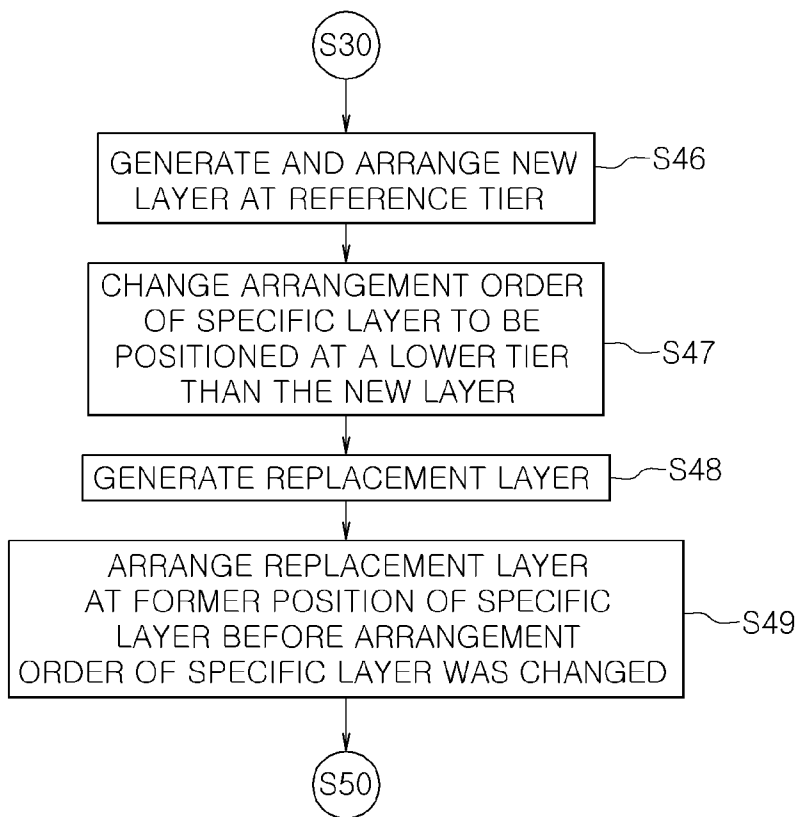 S30
GENERATE AND ARRANGE NEW
LAYER AT REFERENCE TIER
S46
CHANGE ARRANGEMENT ORDER
OF SPECIFIC LAYER TO BE
POSITIONED AT A LOWER TIER
THAN THE NEW LAYER
S47
GENERATE REPLACEMENT LAYER
S48
ARRANGE REPLACEMENT LAYER
AT FORMER POSITION OF SPECIFIC
LAYER BEFORE ARRANGEMENT
ORDER OF SPECIFIC LAYER WAS CHANGED
S49
S50